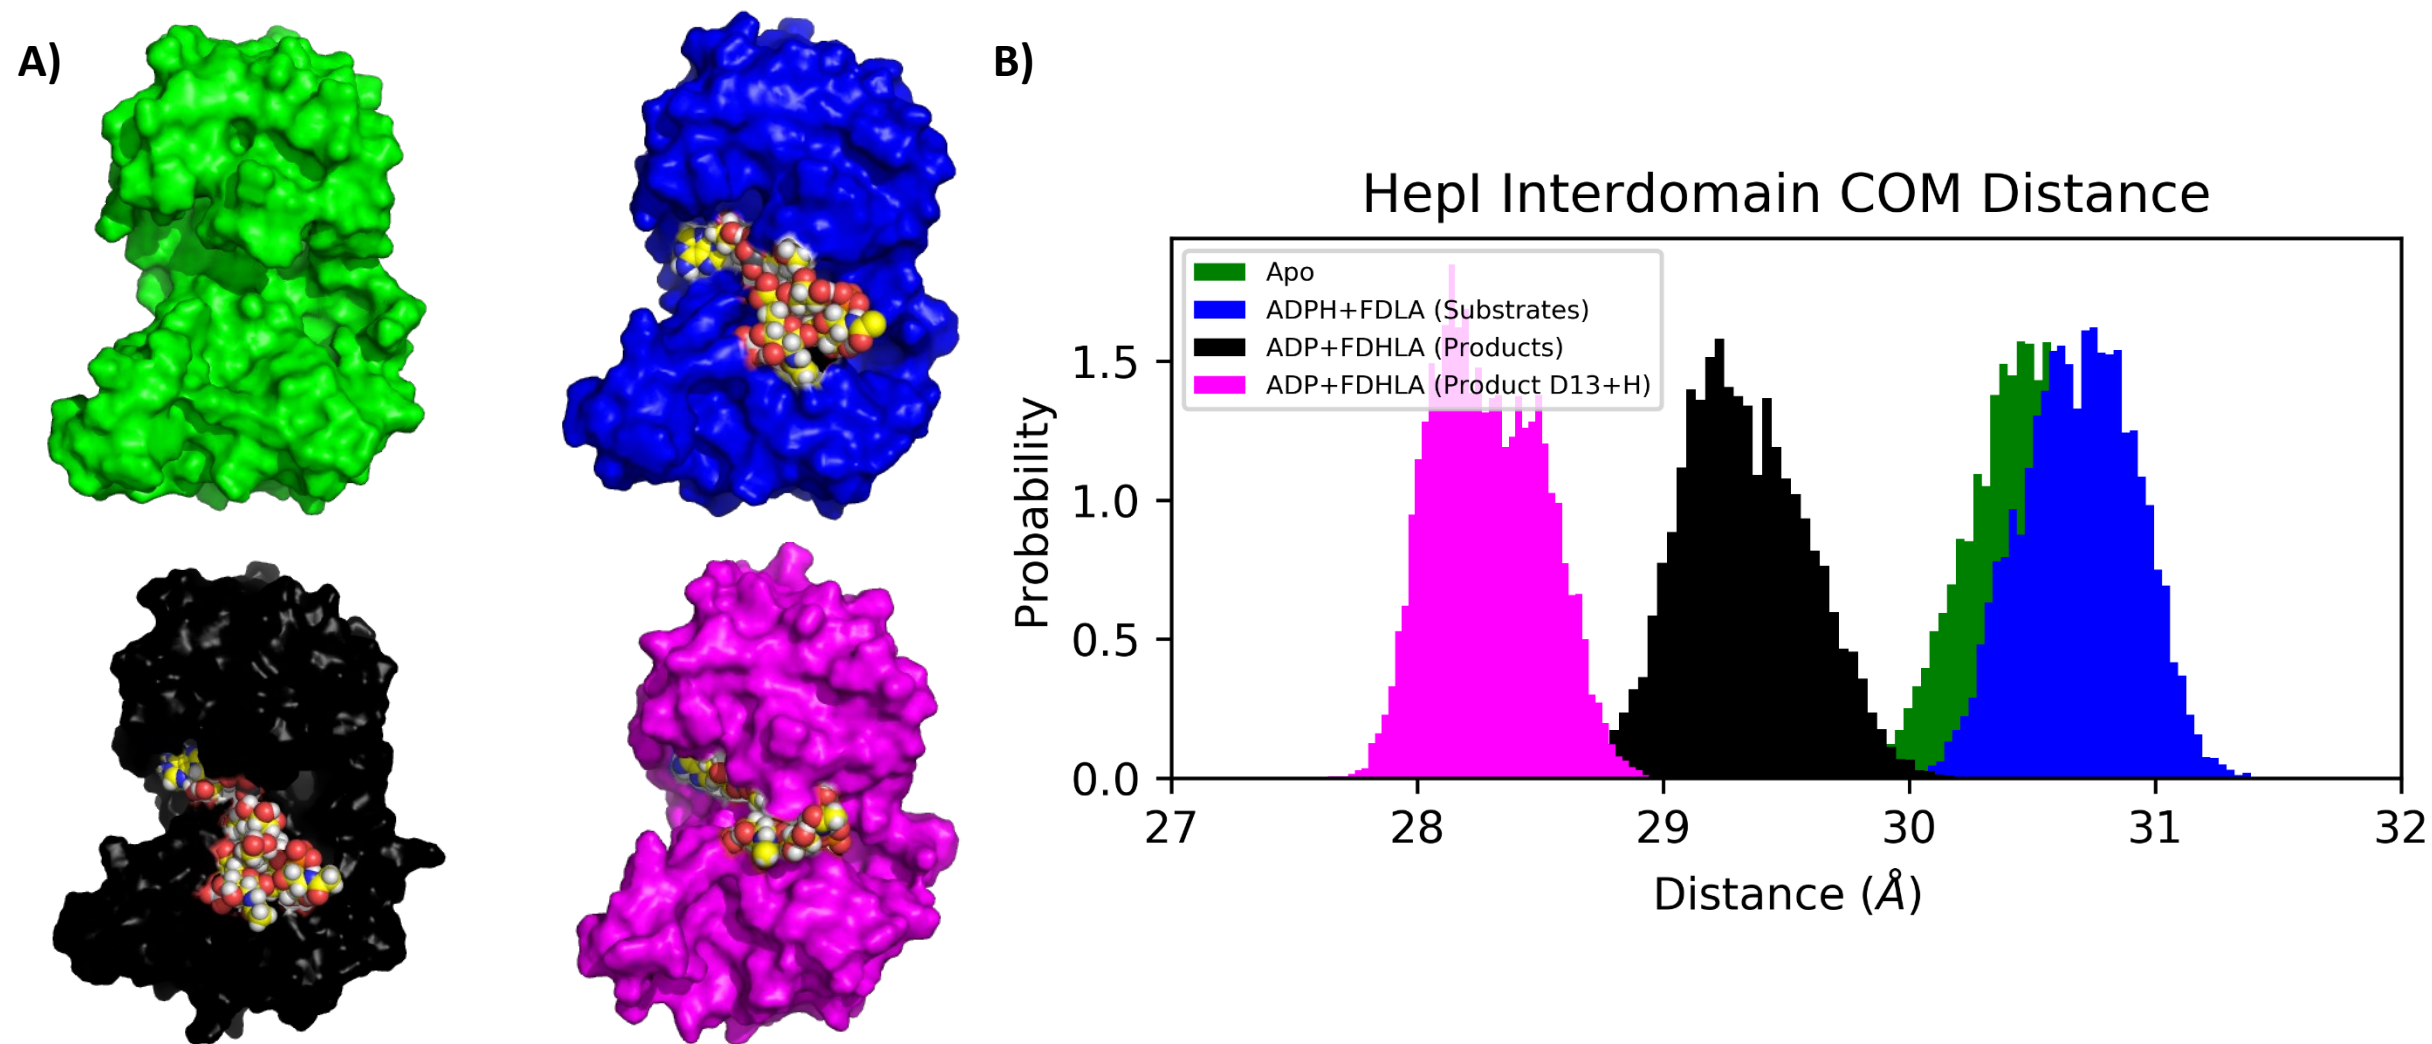 A)
B)
HepI Interdomain COM Distance
Apo
ADPH+FDLA (Substrates)
ADP+FDHLA (Products)
ADP+FDHLA (Product D13+H)
Probability
1.5
1.0
0.5
0.0
27 28 29 30 31 32
Distance (Å)